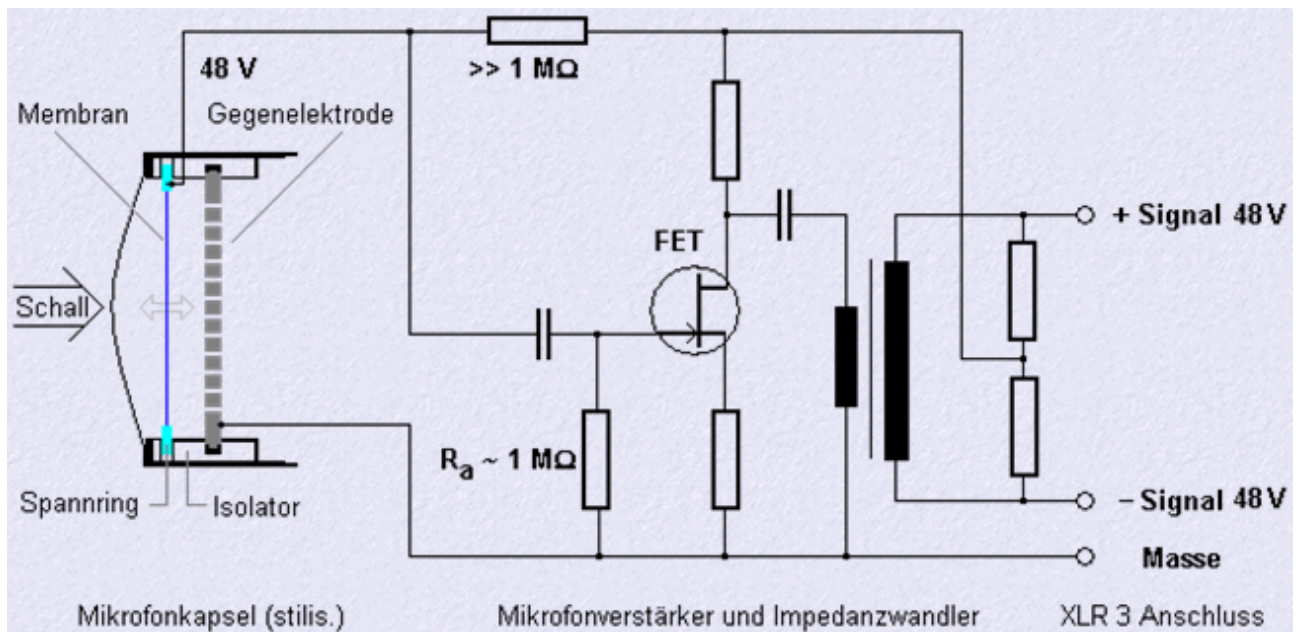 48 V
>> 1 MΩ
Membran
Gegenelektrode
+ Signal 48 V
FET
Schall
Ra ~ 1 MΩ
Spannring
Isolator
− Signal 48 V
Masse
Mikrofonkapsel (stilis.)
Mikrofonverstärker und Impedanzwandler
XLR 3 Anschluss